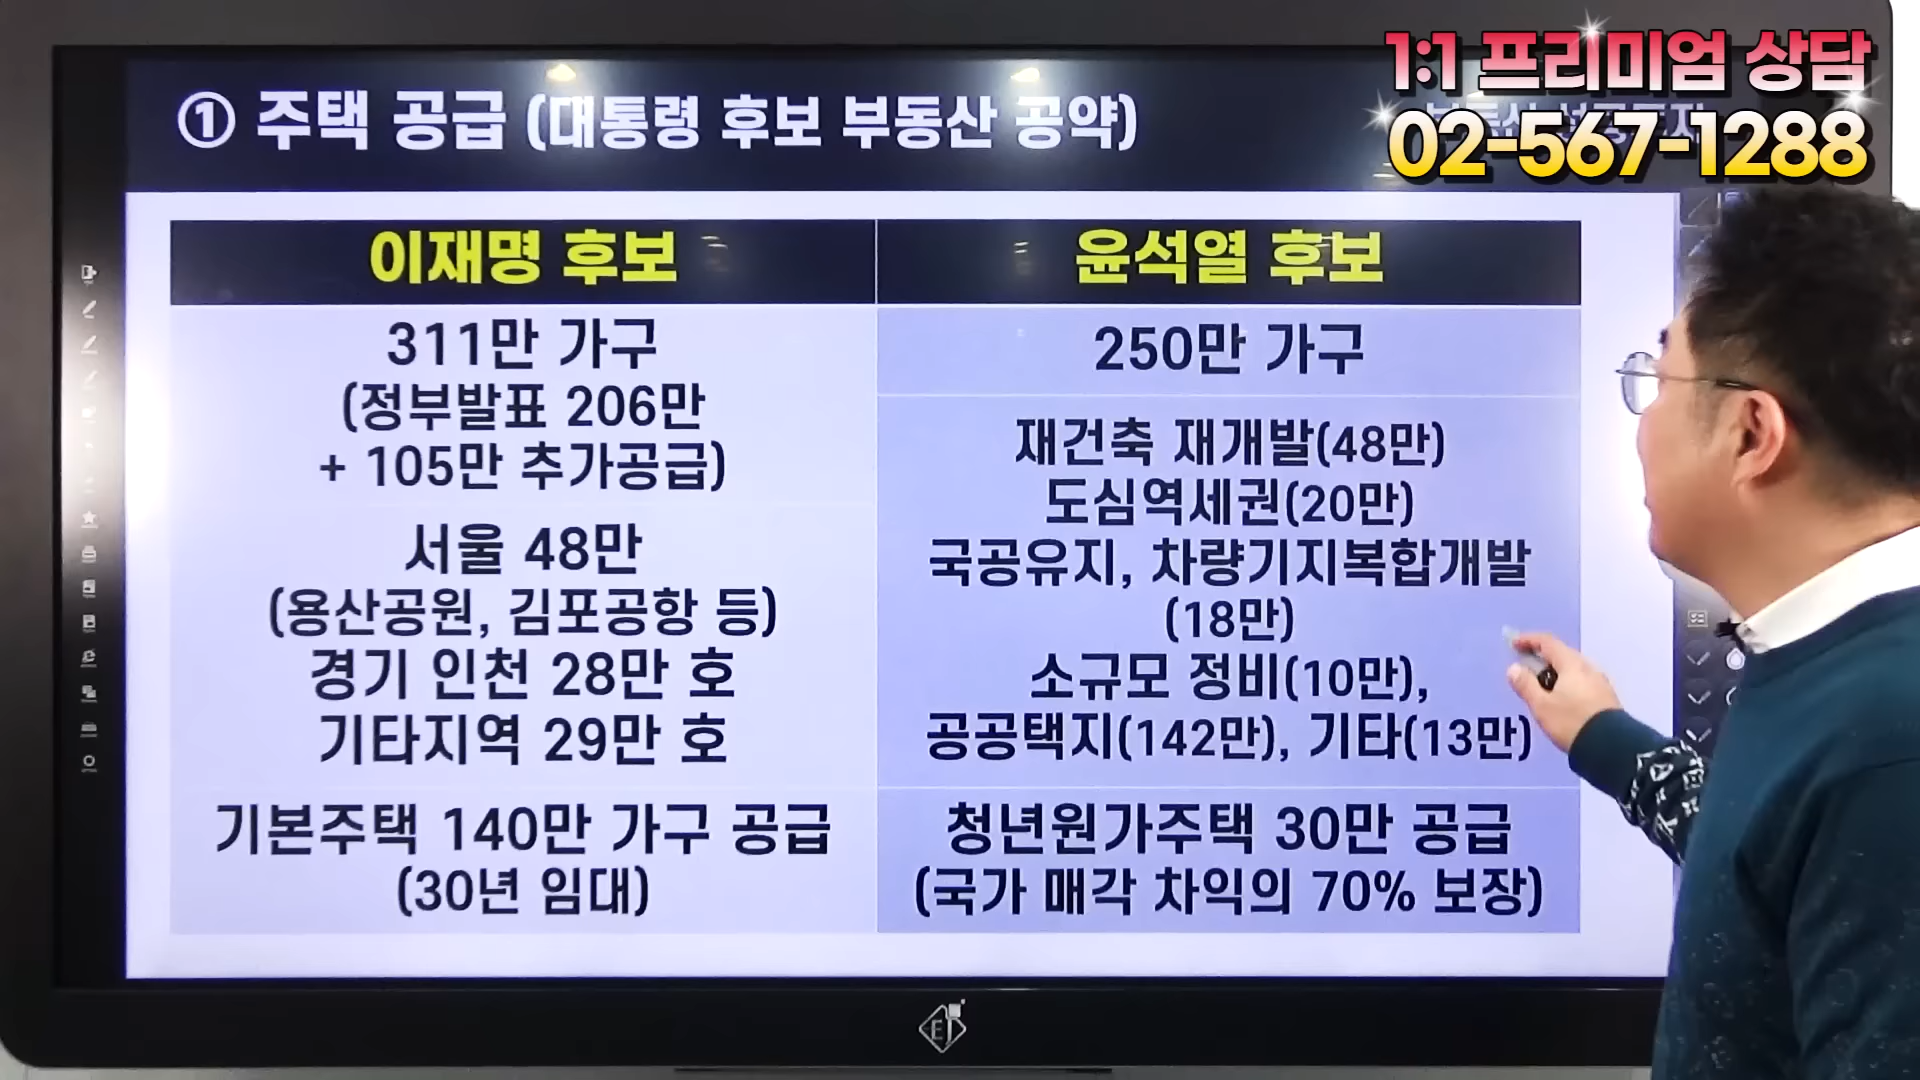 ① 주택 공급 (대통령 후보 부동산 공약)
1:1 프리미엄 상담
02-567-1288
이재명 후보
311만 가구
(정부발표 206만
+ 105만 추가공급)
서울 48만
(용산공원, 김포공항 등)
경기 인천 28만 호
기타지역 29만 호
기본주택 140만 가구 공급
(30년 임대)
윤석열 후보
250만 가구
재건축 재개발(48만)
도심역세권(20만)
국공유지, 차량기지복합개발
(18만)
소규모 정비(10만),
공공택지(142만), 기타(13만)
청년원가주택 30만 공급
(국가 매각 차익의 70% 보장)